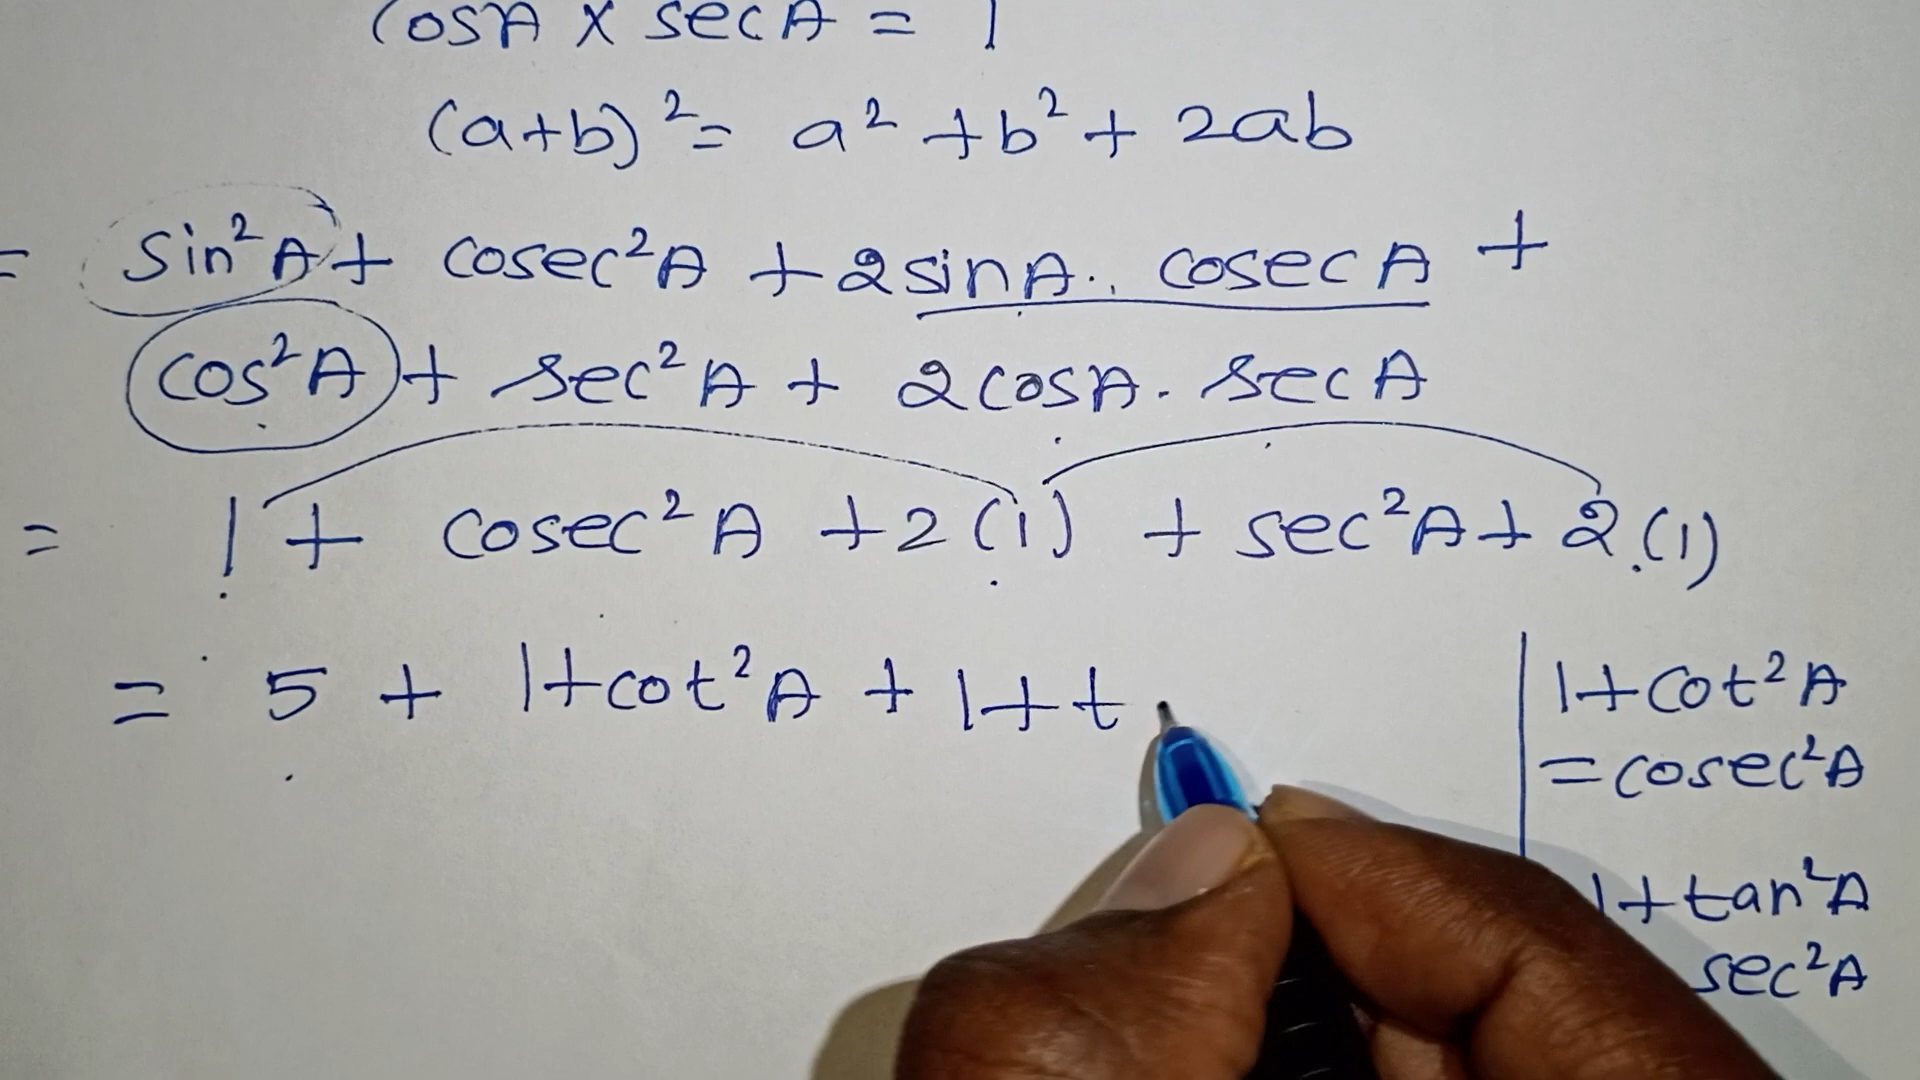 cosA x secA = 1
(a+b)² = a² + b² + 2ab
= sin²A + cosec²A + 2sinA . cosecA +
cos²A + sec²A + 2cosA . secA
= 1 + cosec²A + 2(1) + sec²A + 2.(1)
= 5 + 1+cot²A + 1+t
1+cot²A
= cosec²A
1+tan²A
sec²A